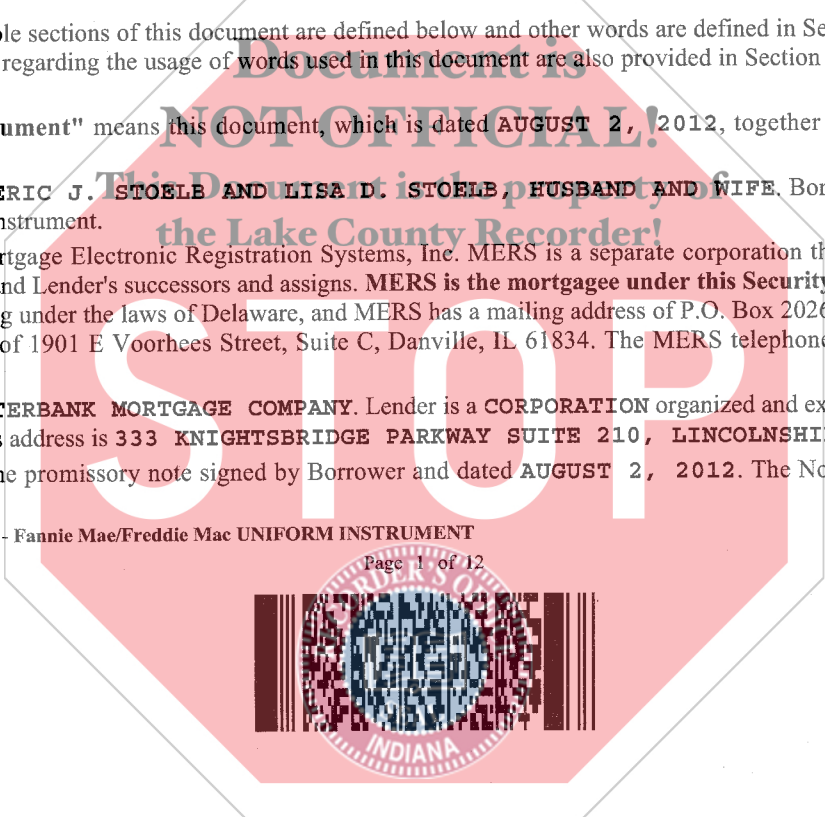 ple sections of this document are defined below and other words are defined in Se
regarding the usage of words used in this document are also provided in Section
Document is
NOT OFFICIAL!
ument" means this document, which is dated AUGUST 2, 2012, together
This Document is the property of
ERIC J. STOELB AND LISA D. STOELB, HUSBAND AND WIFE. Bor
nstrument.
the Lake County Recorder!
rtgage Electronic Registration Systems, Inc. MERS is a separate corporation th
nd Lender's successors and assigns. MERS is the mortgagee under this Security
g under the laws of Delaware, and MERS has a mailing address of P.O. Box 2026
of 1901 E Voorhees Street, Suite C, Danville, IL 61834. The MERS telephone
STOP
TERBANK MORTGAGE COMPANY. Lender is a CORPORATION organized and ex
s address is 333 KNIGHTSBRIDGE PARKWAY SUITE 210, LINCOLNSHI
he promissory note signed by Borrower and dated AUGUST 2, 2012. The No
- Fannie Mae/Freddie Mac UNIFORM INSTRUMENT
Page 1 of 12
RECORDER'S OFFICE
INDIANA